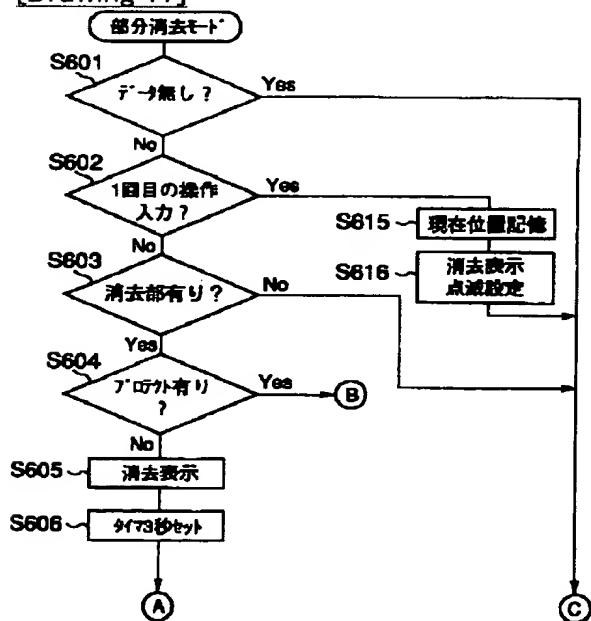 部分消去モード
S601
データ無し?
Yes
No
S602
1回目の操作
入力?
Yes
S615
現在位置記憶
No
S603
消去部有り?
No
S616
消去表示
点滅設定
Yes
S604
プロテクト有り
?
Yes
B
No
S605
消去表示
S606
タイマ3秒セット
A
C